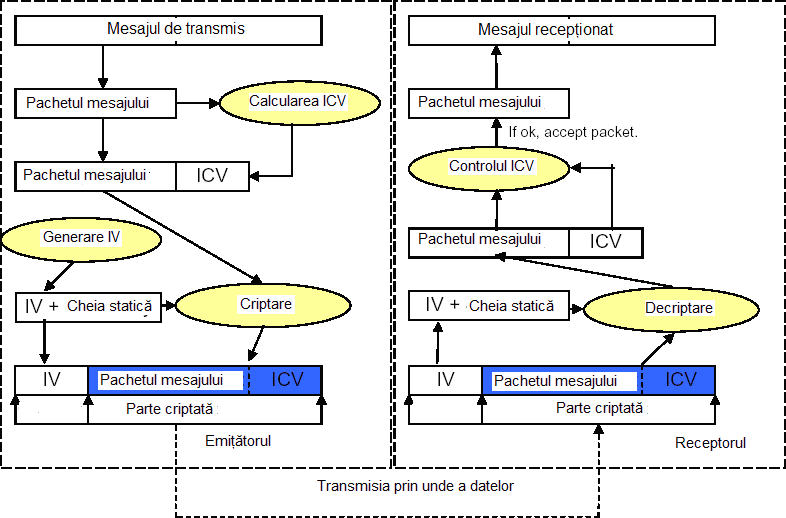 Mesajul de transmis
Pachetul mesajului
Calcularea ICV
Pachetul mesajului
ICV
Generare IV
IV + Cheia statică
Criptare
IV
Pachetul mesajului
ICV
Parte criptată
Emițătorul
Mesajul recepționat
Pachetul mesajului
If ok, accept packet.
Controlul ICV
Pachetul mesajului
ICV
IV + Cheia statică
Decriptare
IV
Pachetul mesajului
ICV
Parte criptată
Receptorul
Transmisia prin unde a datelor